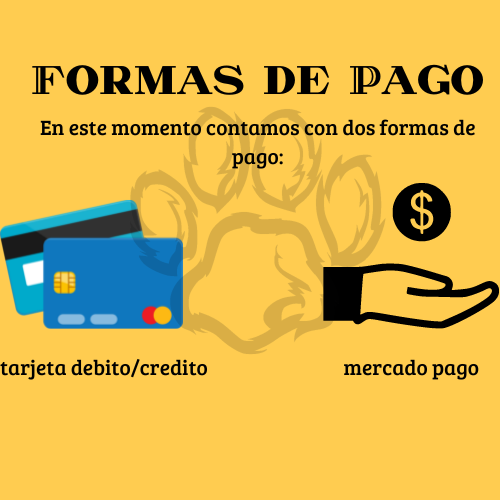 Formas de Pago
En este momento contamos con dos formas de
pago:
$
tarjeta debito/credito
mercado pago